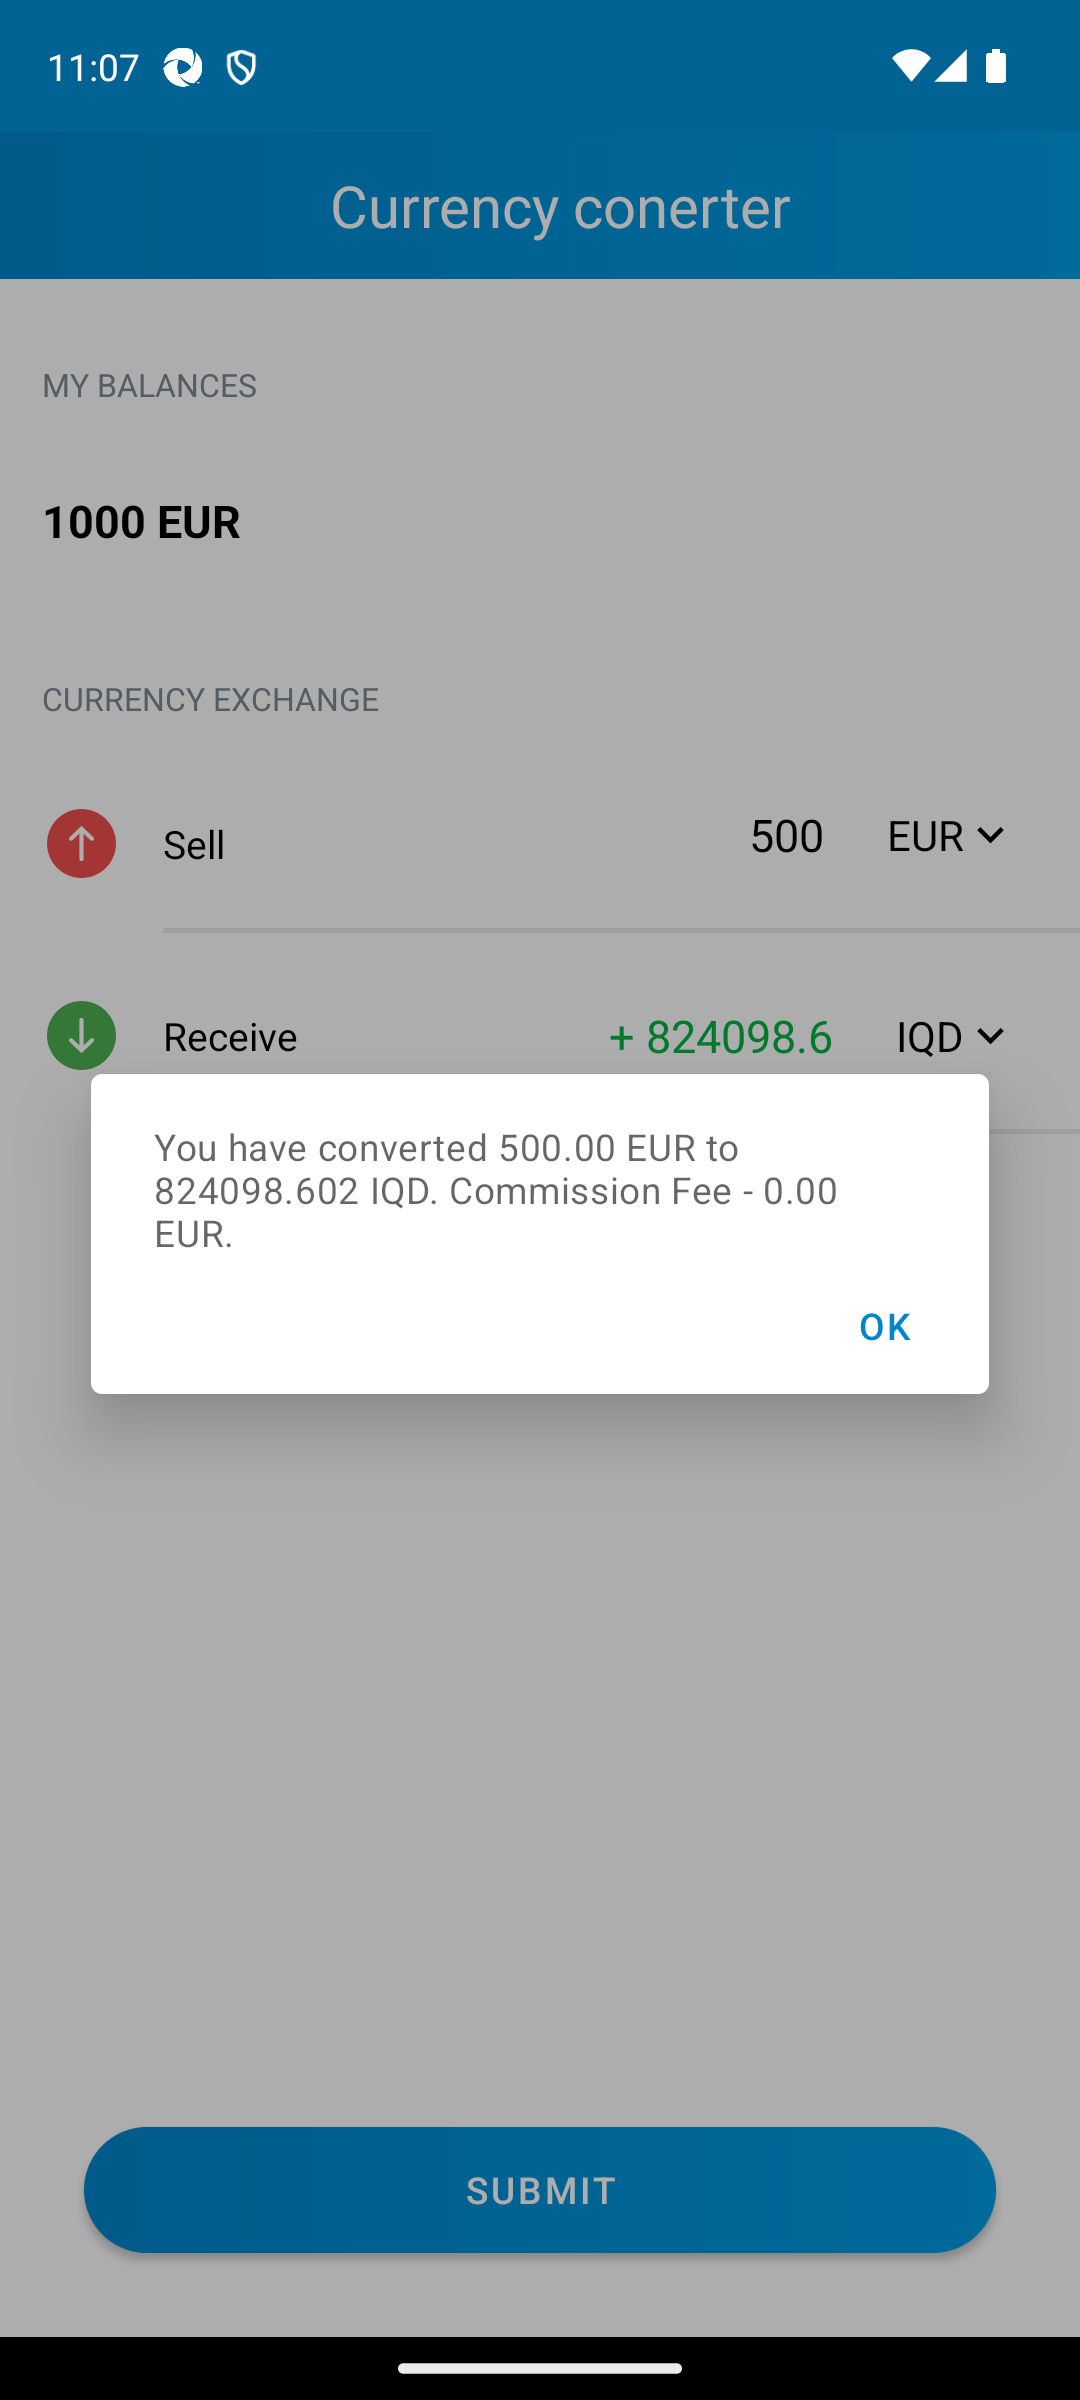 11:07
Currency conerter
MY BALANCES
1000 EUR
CURRENCY EXCHANGE
Sell 500 EUR
Receive + 824098.6 IQD
You have converted 500.00 EUR to
824098.602 IQD. Commission Fee - 0.00
EUR.
OK
SUBMIT